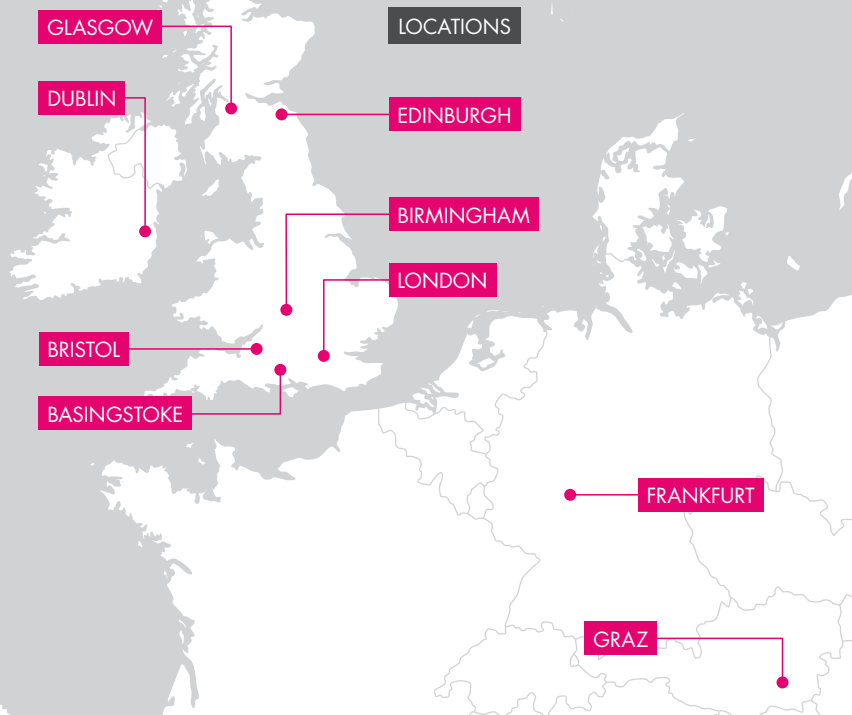 GLASGOW
LOCATIONS
DUBLIN
EDINBURGH
BIRMINGHAM
LONDON
BRISTOL
BASINGSTOKE
FRANKFURT
GRAZ